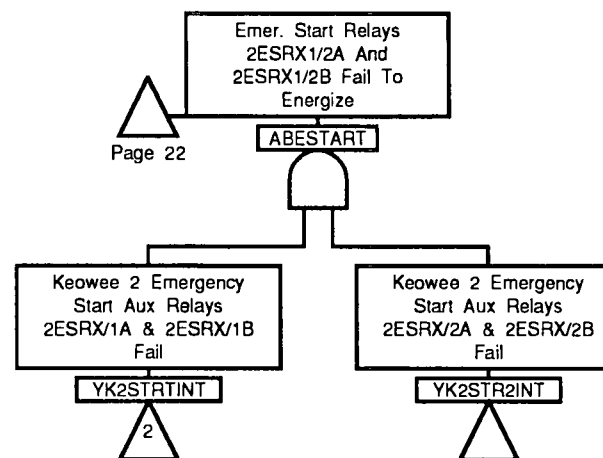 Emer. Start Relays
2ESRX1/2A And
2ESRX1/2B Fail To
Energize
Page 22
ABESTART
Keowee 2 Emergency
Start Aux Relays
2ESRX/1A & 2ESRX/1B
Fail
YK2STRTINT
2
Keowee 2 Emergency
Start Aux Relays
2ESRX/2A & 2ESRX/2B
Fail
YK2STR2INT